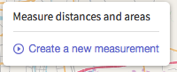 Measure distances and areas
Create a new measurement